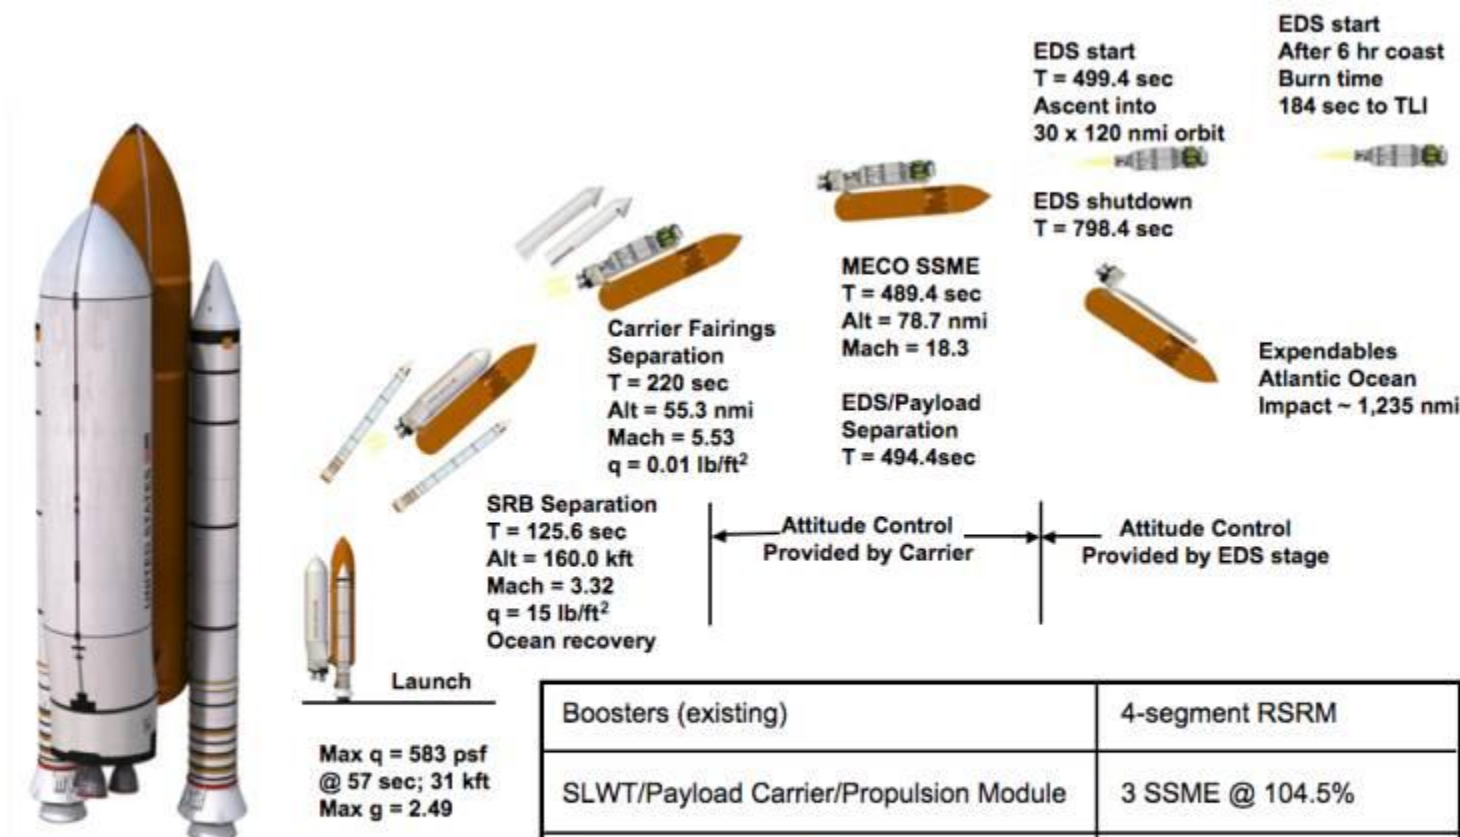 EDS start
After 6 hr coast
Burn time
184 sec to TLI
EDS start
T = 499.4 sec
Ascent into
30 x 120 nmi orbit
EDS shutdown
T = 798.4 sec
MECO SSME
T = 489.4 sec
Alt = 78.7 nmi
Mach = 18.3
EDS/Payload
Separation
T = 494.4sec
Carrier Fairings
Separation
T = 220 sec
Alt = 55.3 nmi
Mach = 5.53
q = 0.01 lb/ft²
Expendables
Atlantic Ocean
Impact ~ 1,235 nmi
SRB Separation
T = 125.6 sec
Alt = 160.0 kft
Mach = 3.32
q = 15 lb/ft²
Ocean recovery
Attitude Control
Provided by Carrier
Attitude Control
Provided by EDS stage
Launch
Max q = 583 psf
@ 57 sec; 31 kft
Max g = 2.49
Boosters (existing)
4-segment RSRM
SLWT/Payload Carrier/Propulsion Module
3 SSME @ 104.5%
UNITED STATES